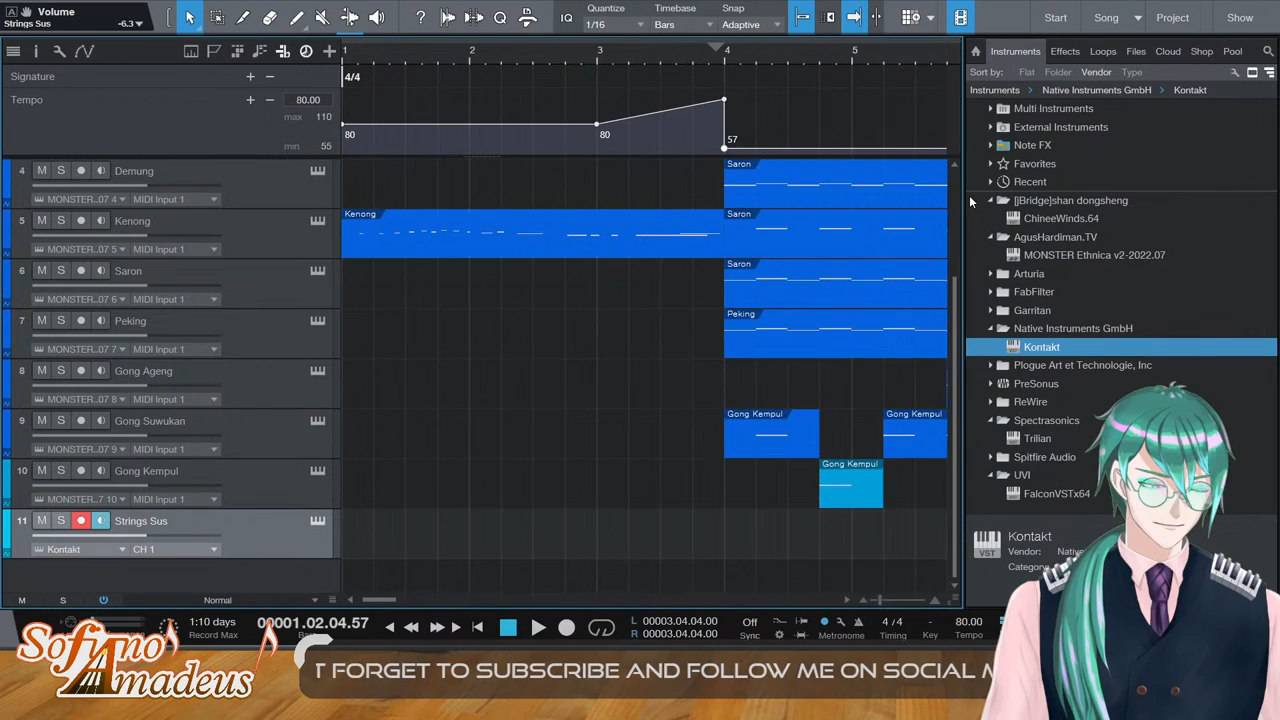 Volume
Strings Sus -6.3
IQ
Quantize
1/16
Timebase
Bars
Snap
Adaptive
Start
Song
Project
Show
1 2 3 4 5
Instruments Effects Loops Files Cloud Shop Pool
Sort by: Flat Folder Vendor Type
Instruments Native Instruments GmbH Kontakt
Signature + −
4/4
Tempo + − 80.00
max 110
min 55
80
80
57
4 M S Demung
MONSTER..07 4 MIDI Input 1
5 M S Kenong
MONSTER..07 5 MIDI Input 1
6 M S Saron
MONSTER..07 6 MIDI Input 1
7 M S Peking
MONSTER..07 7 MIDI Input 1
8 M S Gong Ageng
MONSTER..07 8 MIDI Input 1
9 M S Gong Suwukan
MONSTER..07 9 MIDI Input 1
10 M S Gong Kempul
MONSTER..7 10 MIDI Input 1
11 M S Strings Sus
Kontakt CH 1
Saron
Kenong
Saron
Saron
Peking
Gong Kempul
Gong Kempul
Gong Kempul
Multi Instruments
External Instruments
Note FX
Favorites
Recent
[jBridge]shan dongsheng
ChineeWinds.64
AgusHardiman.TV
MONSTER Ethnica v2-2022.07
Arturia
FabFilter
Garritan
Native Instruments GmbH
Kontakt
Plogue Art et Technologie, Inc
PreSonus
ReWire
Spectrasonics
Trilian
Spitfire Audio
UVI
FalconVSTx64
VST
Kontakt
Vendor: Native
Category
M S Normal
1:10 days
Record Max
00001.02.04.57
Bars
L 00003.04.04.00
R 00003.04.04.00
Off
Sync
Metronome
4 / 4
Timing
-
Key
80.00
Tempo
Sofiano
Amadeus
T FORGET TO SUBSCRIBE AND FOLLOW ME ON SOCIAL M